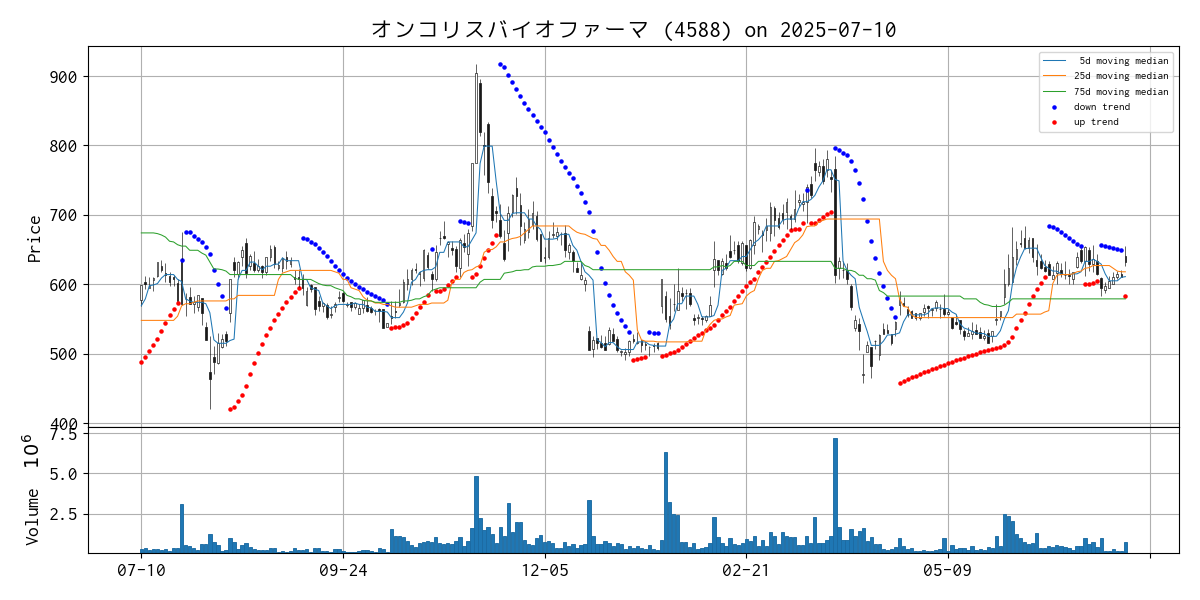 オンコリスバイオファーマ (4588) on 2025-07-10
5d moving median
25d moving median
75d moving median
down trend
up trend
Price
900
800
700
600
500
400
Volume 10^6
7.5
5.0
2.5
07-10 09-24 12-05 02-21 05-09